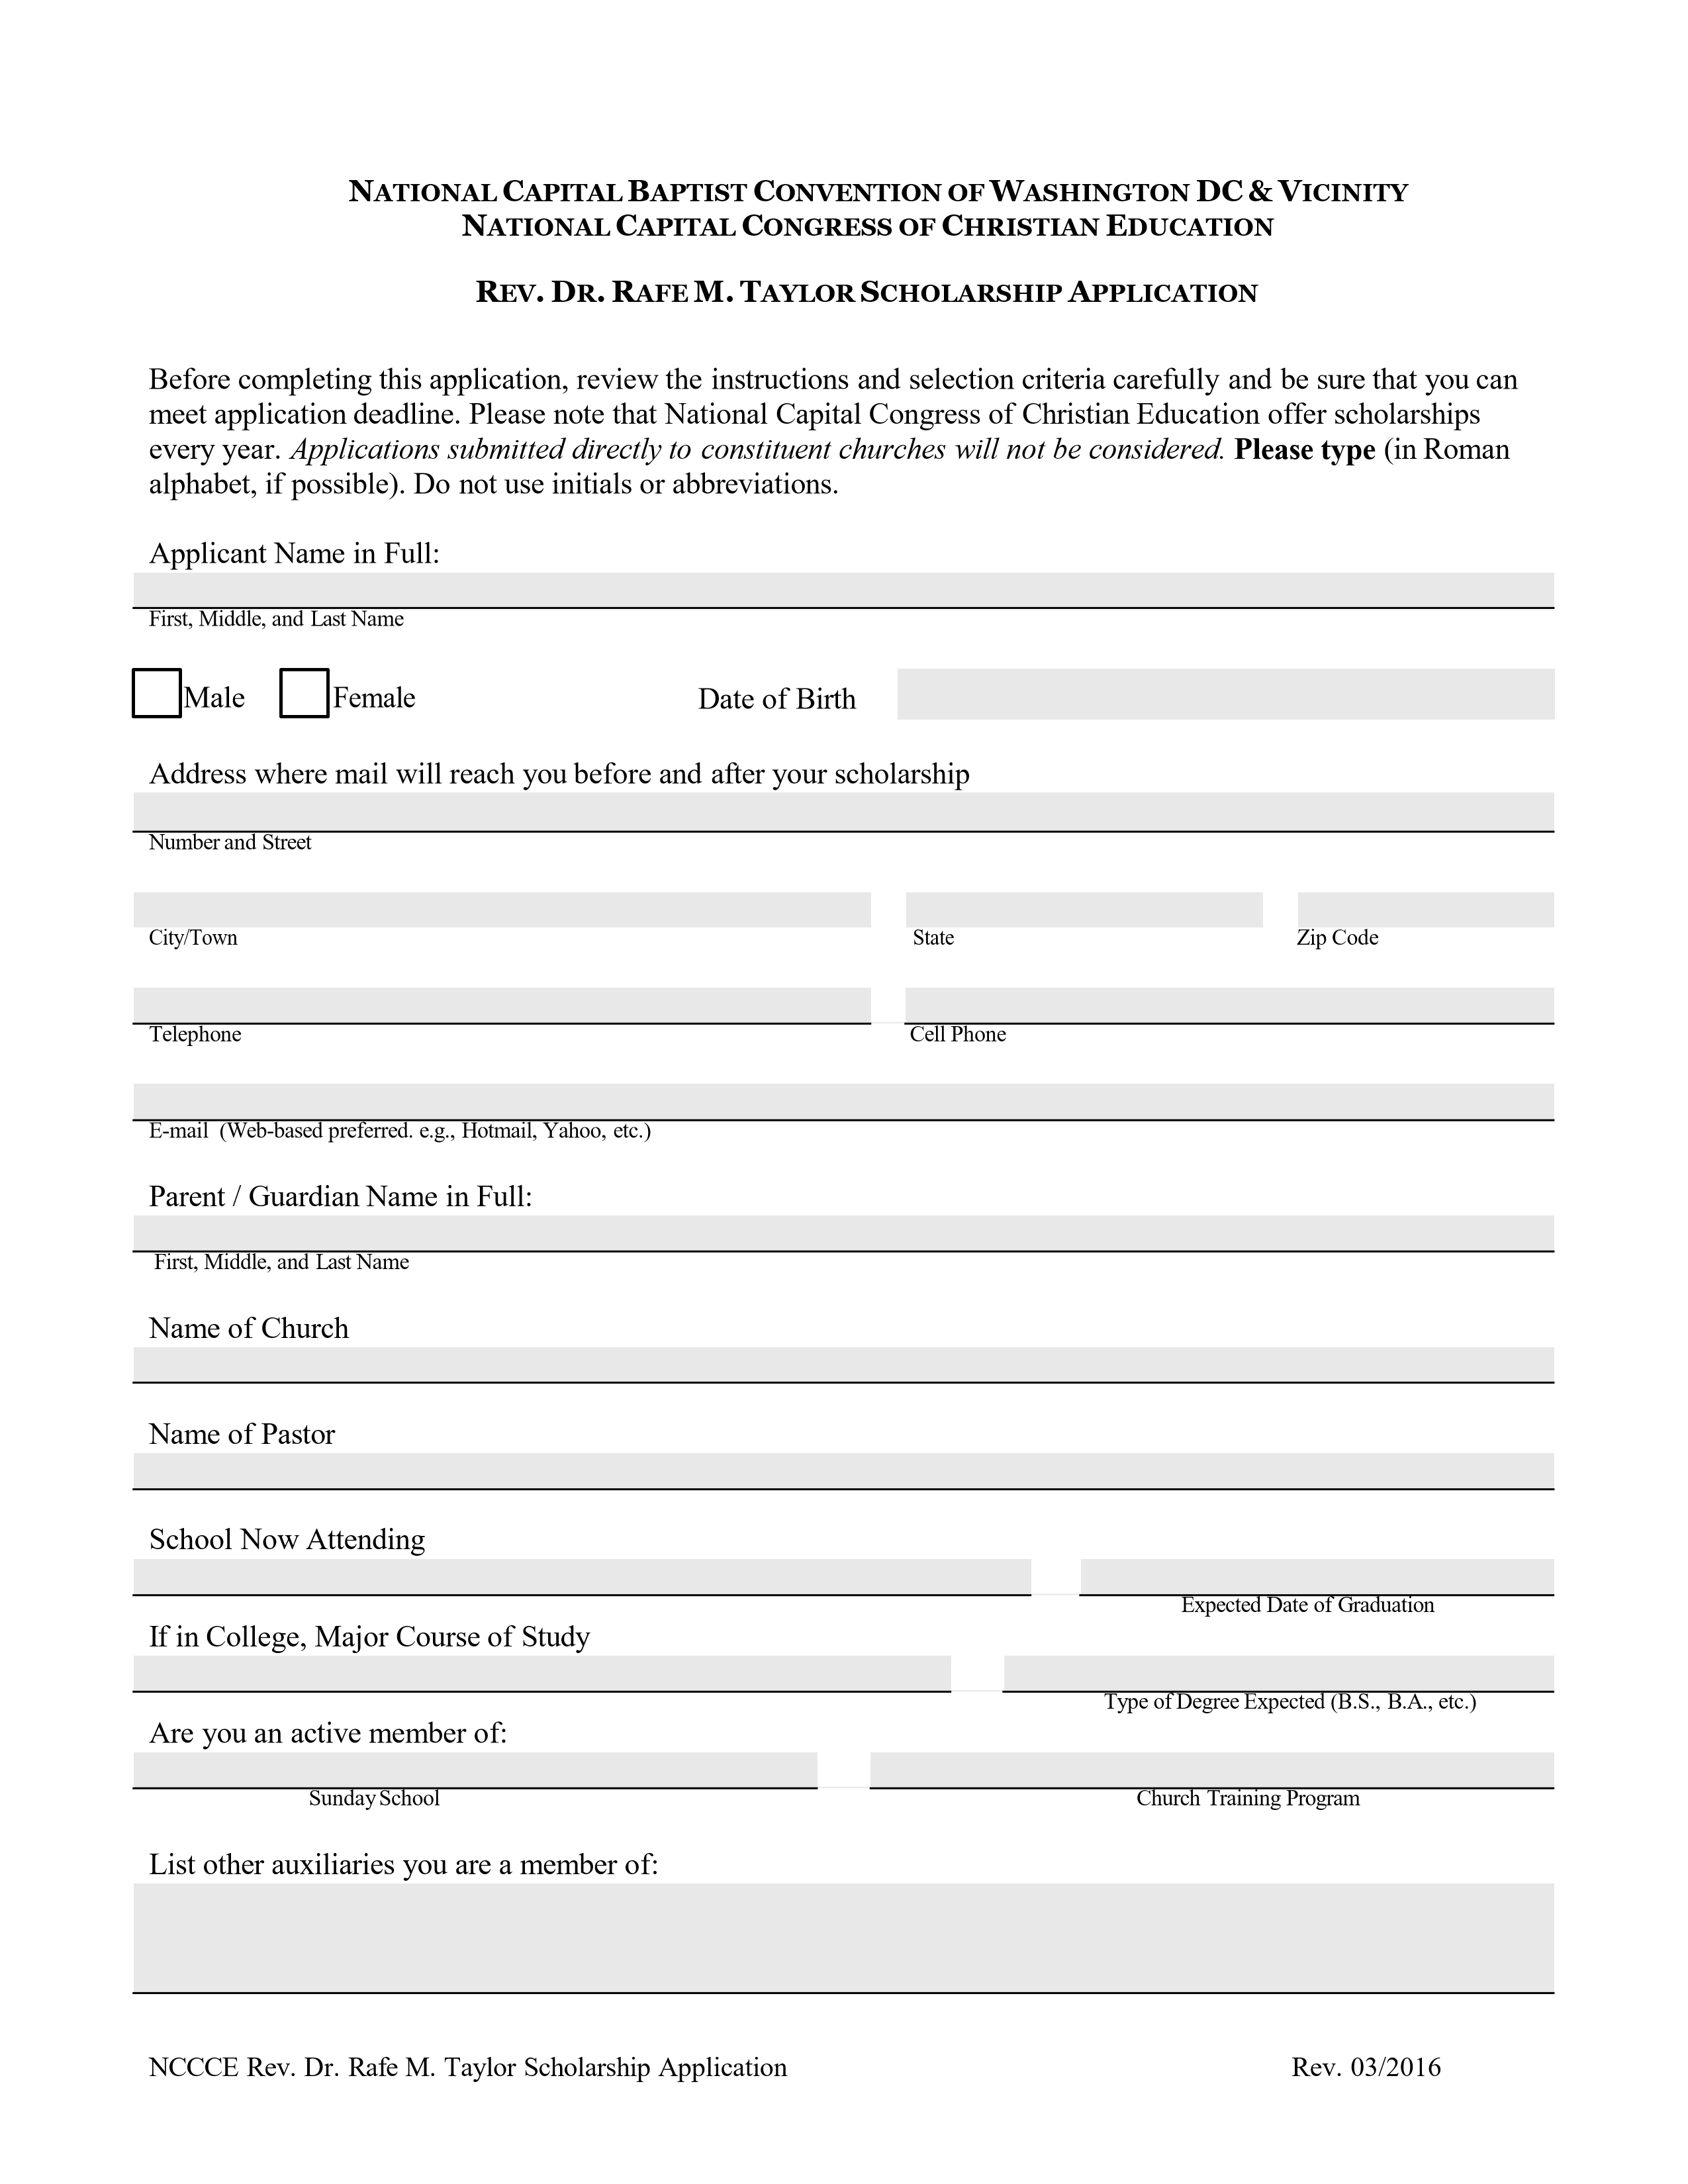 NATIONAL CAPITAL BAPTIST CONVENTION OF WASHINGTON DC & VICINITY
NATIONAL CAPITAL CONGRESS OF CHRISTIAN EDUCATION
REV. DR. RAFE M. TAYLOR SCHOLARSHIP APPLICATION
Before completing this application, review the instructions and selection criteria carefully and be sure that you can
meet application deadline. Please note that National Capital Congress of Christian Education offer scholarships
every year. Applications submitted directly to constituent churches will not be considered. Please type (in Roman
alphabet, if possible). Do not use initials or abbreviations.
Applicant Name in Full:
First, Middle, and Last Name
Male Female Date of Birth
Address where mail will reach you before and after your scholarship
Number and Street
City/Town State Zip Code
Telephone Cell Phone
E-mail (Web-based preferred. e.g., Hotmail, Yahoo, etc.)
Parent / Guardian Name in Full:
First, Middle, and Last Name
Name of Church
Name of Pastor
School Now Attending
Expected Date of Graduation
If in College, Major Course of Study
Type of Degree Expected (B.S., B.A., etc.)
Are you an active member of:
Sunday School Church Training Program
List other auxiliaries you are a member of:
NCCCE Rev. Dr. Rafe M. Taylor Scholarship Application Rev. 03/2016